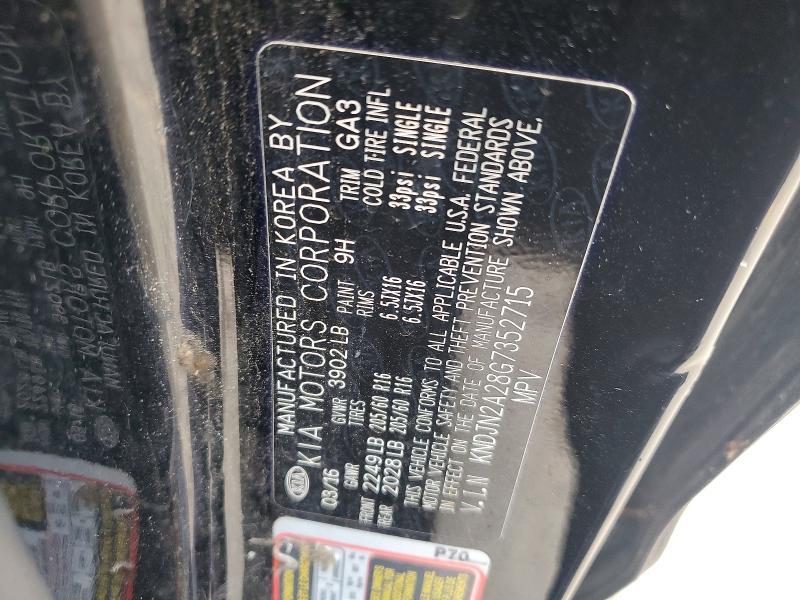 KIA
MANUFACTURED IN KOREA BY
KIA MOTORS CORPORATION
03/16 GVWR 3902LB PAINT 9H TRIM GA3
GAWR TIRES RIMS COLD TIRE INFL
FRON 2249LB 205/60 R16 6.5JX16 33psi SINGLE
REAR 2028LB 205/60 R16 6.5JX16 33psi SINGLE
THIS VEHICLE CONFORMS TO ALL APPLICABLE U.S.A. FEDERAL
MOTOR VEHICLE SAFETY AND THEFT PREVENTION STANDARDS
IN EFFECT ON THE DATE OF MANUFACTURE SHOWN ABOVE.
V.I.N KNDJN2A28G7352715
MPV
PZ0